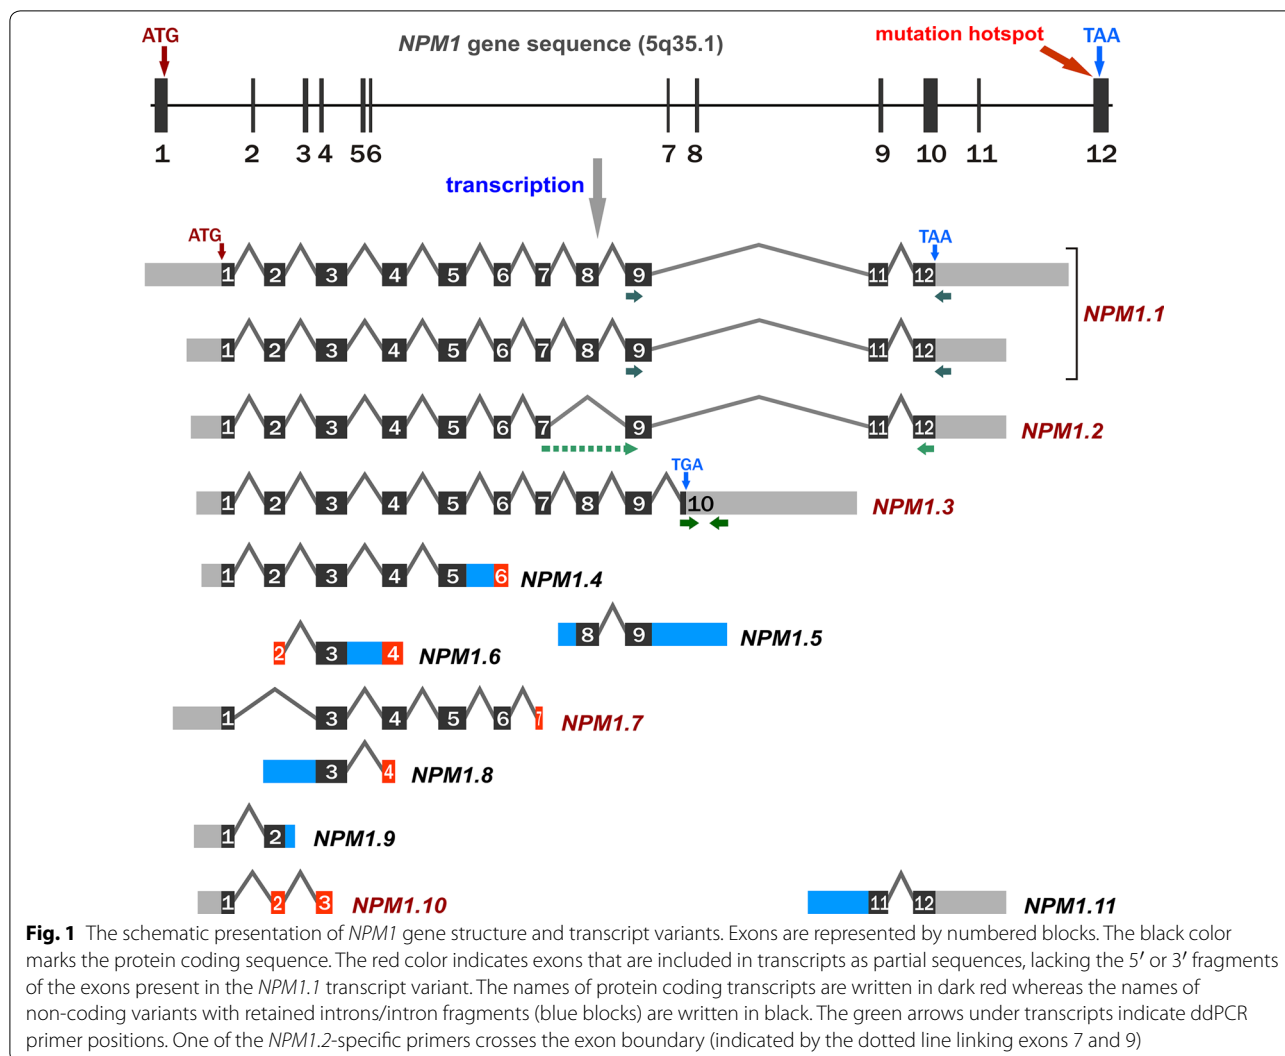 ATG
NPM1 gene sequence (5q35.1)
mutation hotspot
TAA
1 2 3 4 5 6 7 8 9 10 11 12
transcription
ATG
TAA
1 2 3 4 5 6 7 8 9 11 12
NPM1.1
1 2 3 4 5 6 7 8 9 11 12
1 2 3 4 5 6 7 9 11 12 NPM1.2
TGA
1 2 3 4 5 6 7 8 9 10 NPM1.3
1 2 3 4 5 6 NPM1.4
8 9 NPM1.5
2 3 4 NPM1.6
1 3 4 5 6 7 NPM1.7
3 4 NPM1.8
1 2 NPM1.9
1 2 3 NPM1.10
11 12 NPM1.11
Fig. 1 The schematic presentation of NPM1 gene structure and transcript variants. Exons are represented by numbered blocks. The black color
marks the protein coding sequence. The red color indicates exons that are included in transcripts as partial sequences, lacking the 5′ or 3′ fragments
of the exons present in the NPM1.1 transcript variant. The names of protein coding transcripts are written in dark red whereas the names of
non-coding variants with retained introns/intron fragments (blue blocks) are written in black. The green arrows under transcripts indicate ddPCR
primer positions. One of the NPM1.2-specific primers crosses the exon boundary (indicated by the dotted line linking exons 7 and 9)